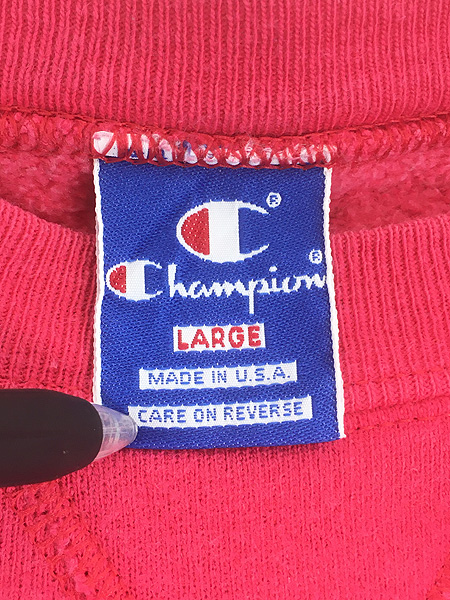 ®
Champion®
LARGE
MADE IN U.S.A.
CARE ON REVERSE